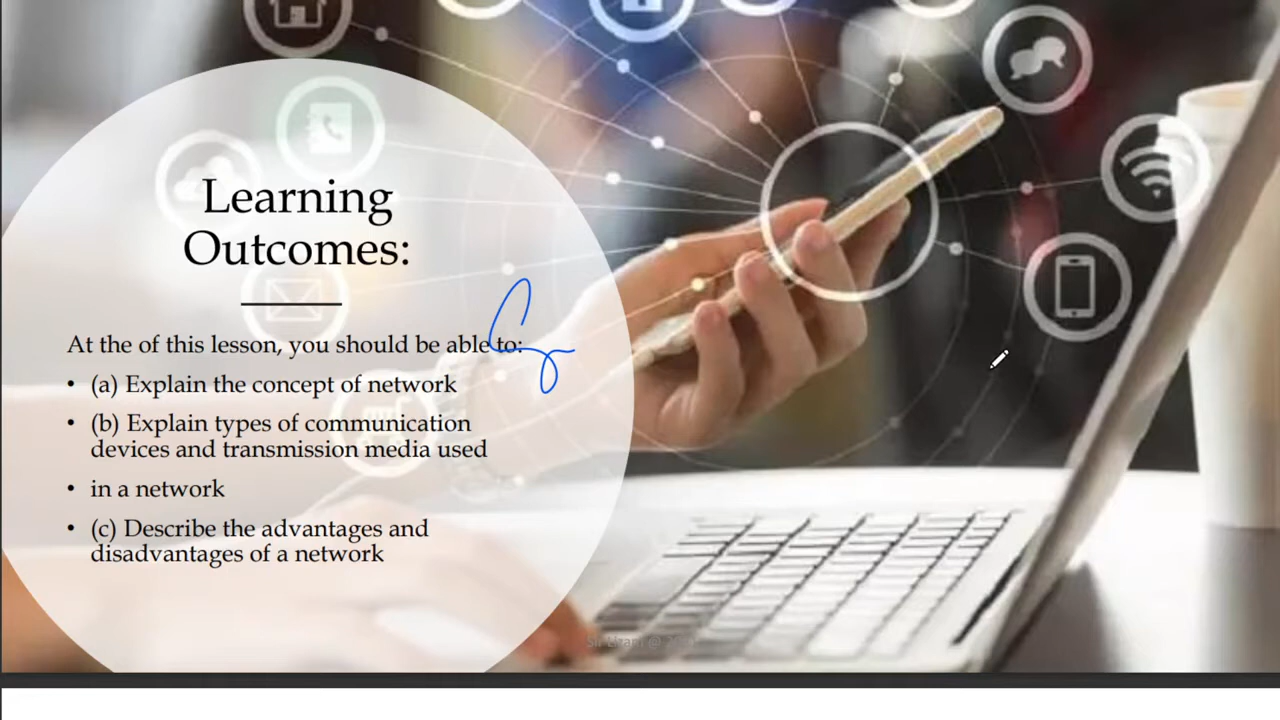 Learning
Outcomes:
At the of this lesson, you should be able to:
• (a) Explain the concept of network
• (b) Explain types of communication
devices and transmission media used
• in a network
• (c) Describe the advantages and
disadvantages of a network